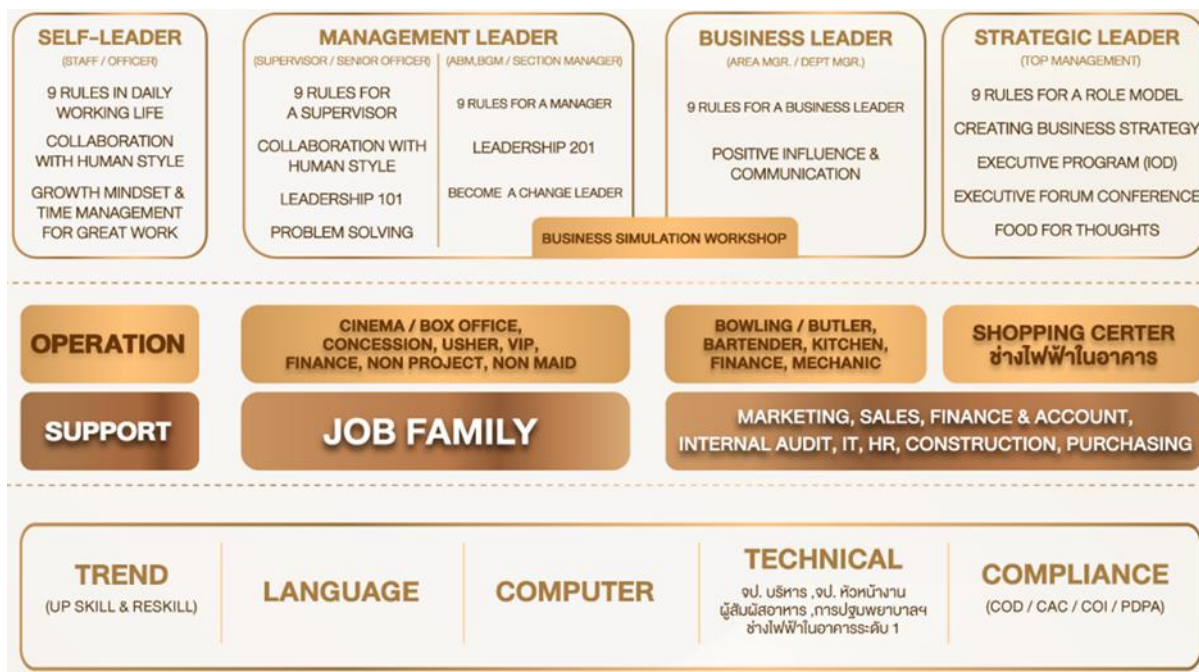 SELF-LEADER
(STAFF / OFFICER)
9 RULES IN DAILY
WORKING LIFE
COLLABORATION
WITH HUMAN STYLE
GROWTH MINDSET &
TIME MANAGEMENT
FOR GREAT WORK
MANAGEMENT LEADER
(SUPERVISOR / SENIOR OFFICER)
9 RULES FOR
A SUPERVISOR
COLLABORATION WITH
HUMAN STYLE
LEADERSHIP 101
PROBLEM SOLVING
(ABM,BGM / SECTION MANAGER)
9 RULES FOR A MANAGER
LEADERSHIP 201
BECOME A CHANGE LEADER
BUSINESS SIMULATION WORKSHOP
BUSINESS LEADER
(AREA MGR. / DEPT MGR.)
9 RULES FOR A BUSINESS LEADER
POSITIVE INFLUENCE &
COMMUNICATION
STRATEGIC LEADER
(TOP MANAGEMENT)
9 RULES FOR A ROLE MODEL
CREATING BUSINESS STRATEGY
EXECUTIVE PROGRAM (IOD)
EXECUTIVE FORUM CONFERENCE
FOOD FOR THOUGHTS
OPERATION
CINEMA / BOX OFFICE,
CONCESSION, USHER, VIP,
FINANCE, NON PROJECT, NON MAID
BOWLING / BUTLER,
BARTENDER, KITCHEN,
FINANCE, MECHANIC
SHOPPING CERTER
ช่างไฟฟ้าในอาคาร
SUPPORT
JOB FAMILY
MARKETING, SALES, FINANCE & ACCOUNT,
INTERNAL AUDIT, IT, HR, CONSTRUCTION, PURCHASING
TREND
(UP SKILL & RESKILL)
LANGUAGE
COMPUTER
TECHNICAL
จป. บริหาร ,จป. หัวหน้างาน
ผู้สัมผัสอาหาร ,การปฐมพยาบาลฯ
ช่างไฟฟ้าในอาคารระดับ 1
COMPLIANCE
(COD / CAC / COI / PDPA)